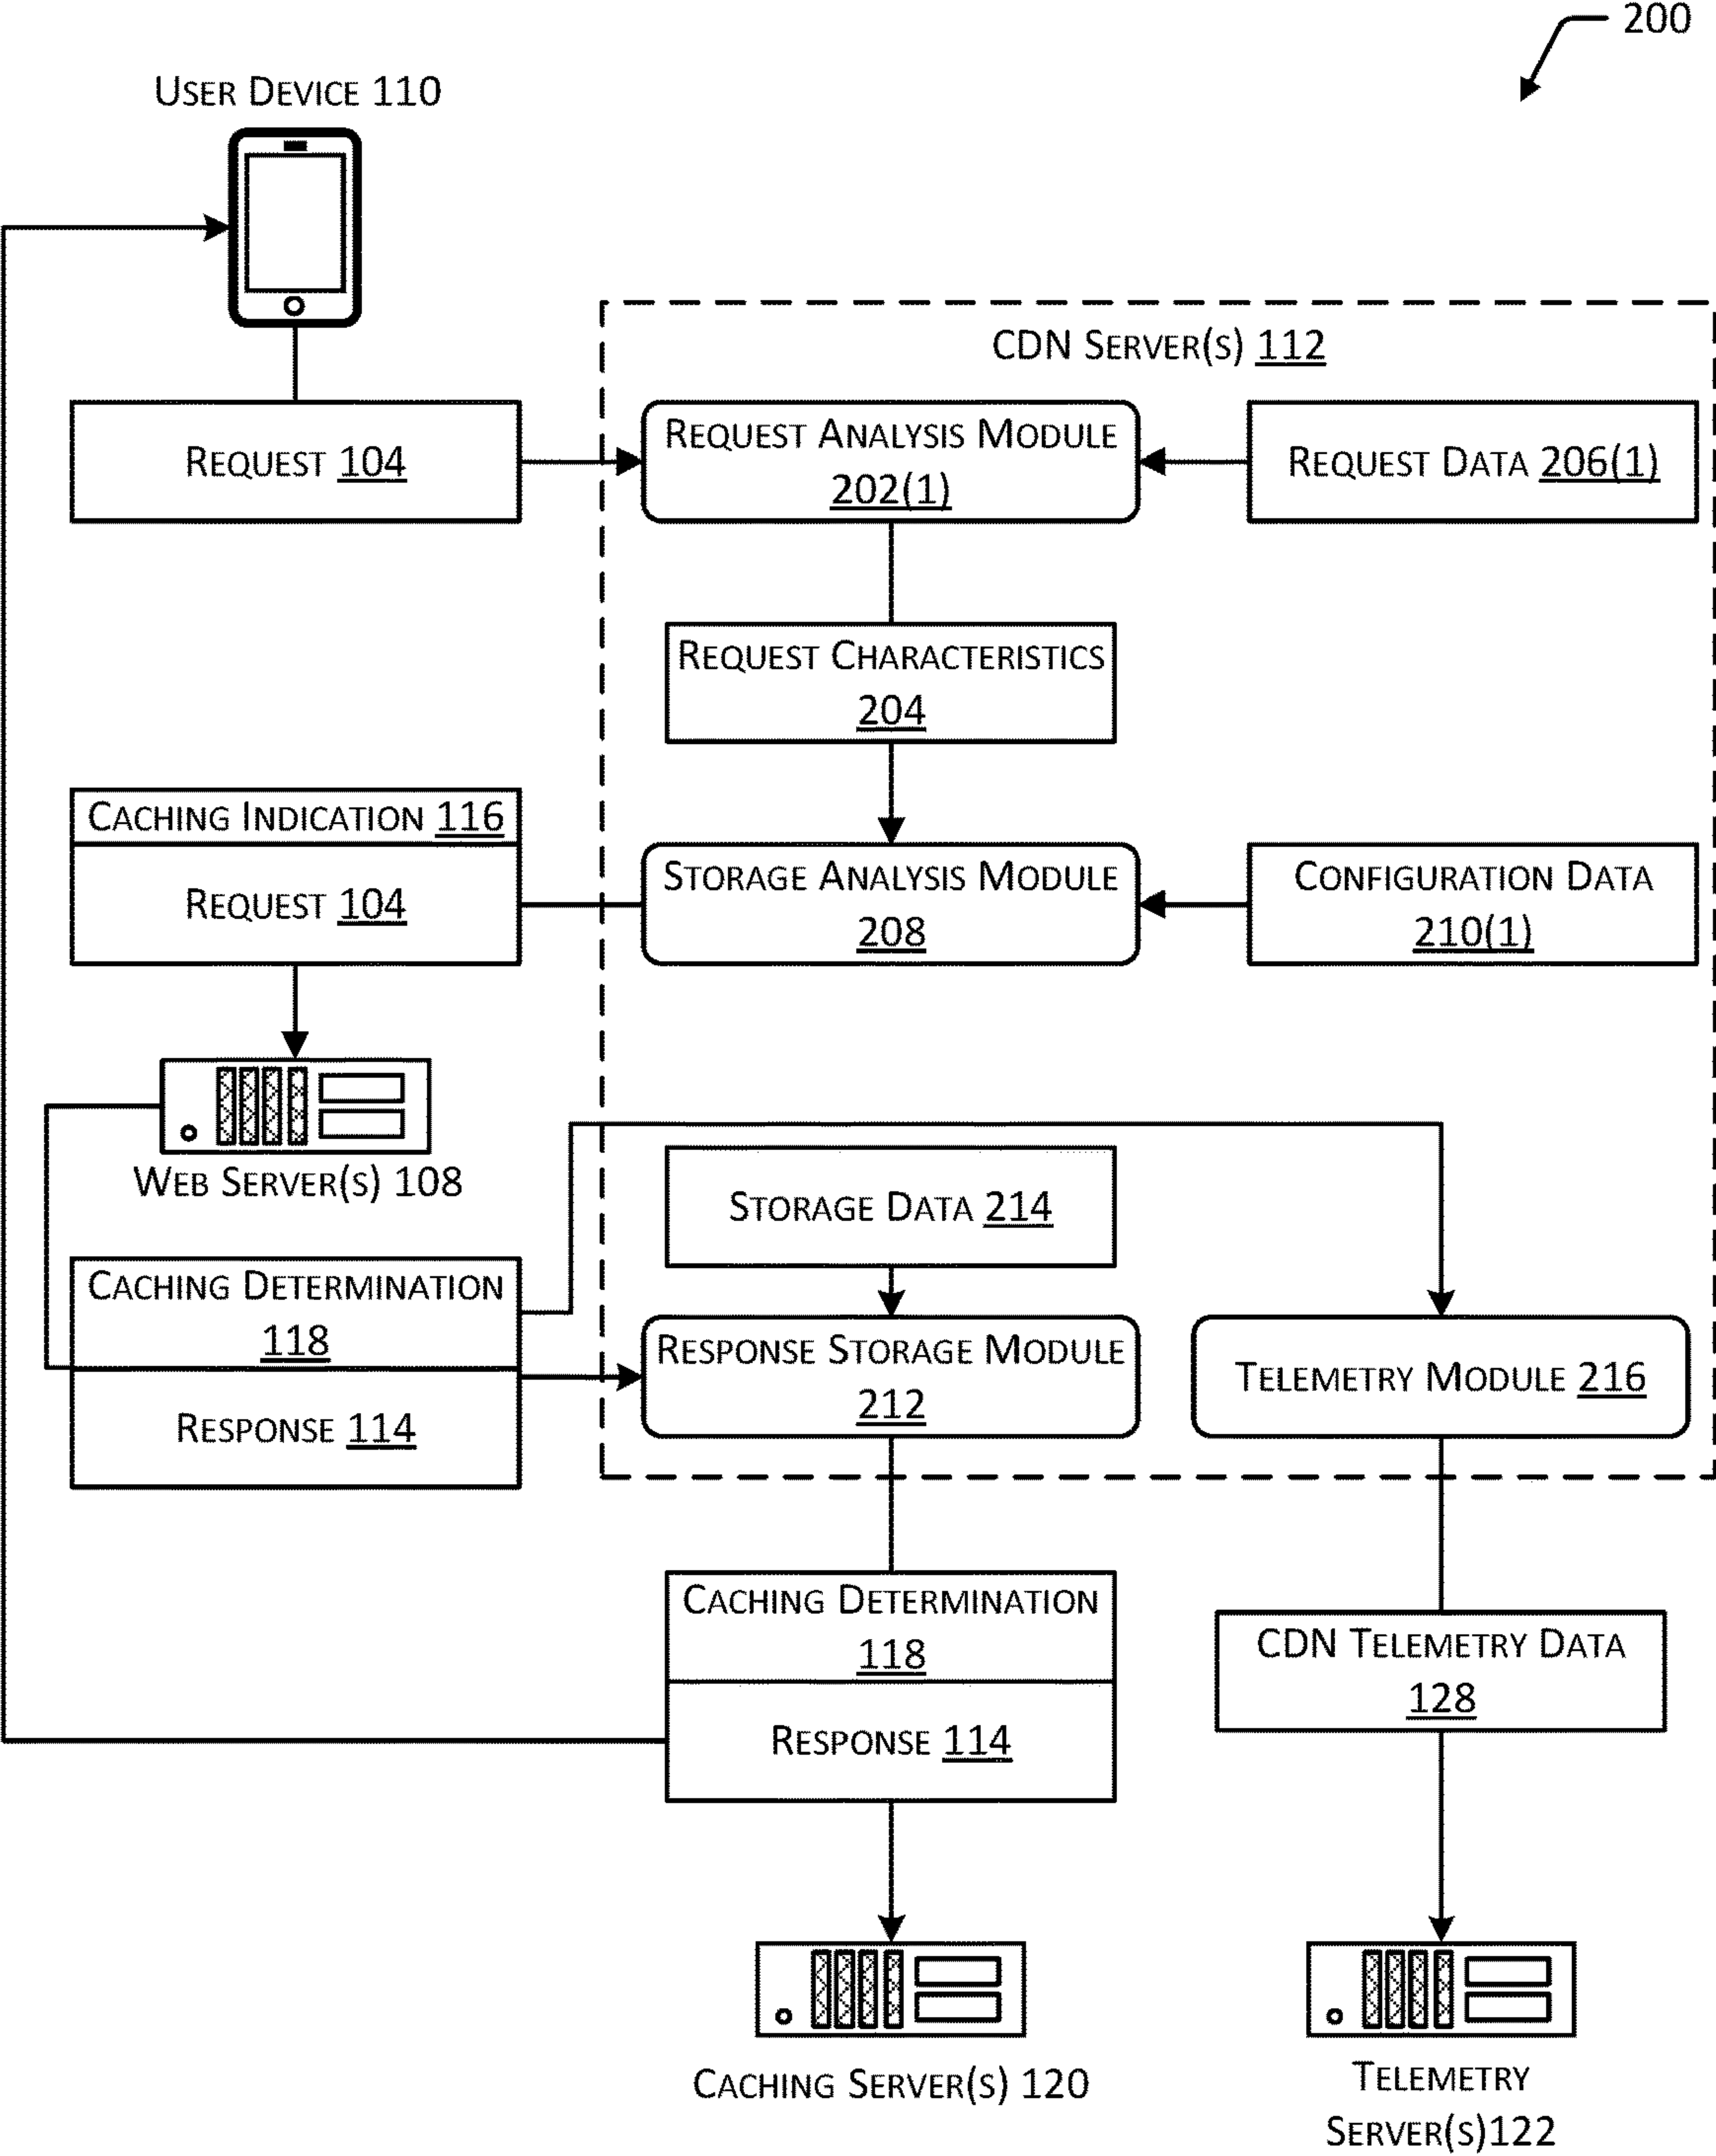 200
USER DEVICE 110
CDN SERVER(S) 112
REQUEST 104
REQUEST ANALYSIS MODULE
202(1)
REQUEST DATA 206(1)
REQUEST CHARACTERISTICS
204
CACHING INDICATION 116
REQUEST 104
STORAGE ANALYSIS MODULE
208
CONFIGURATION DATA
210(1)
WEB SERVER(S) 108
STORAGE DATA 214
CACHING DETERMINATION
118
RESPONSE 114
RESPONSE STORAGE MODULE
212
TELEMETRY MODULE 216
CACHING DETERMINATION
118
RESPONSE 114
CDN TELEMETRY DATA
128
CACHING SERVER(S) 120
TELEMETRY
SERVER(S)122